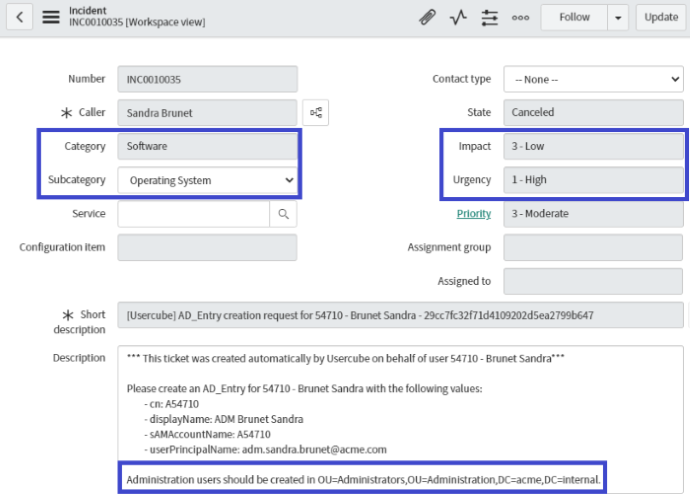 Incident
INC0010035 [Workspace view]
Follow
Update
Number INC0010035
Contact type -- None --
Caller Sandra Brunet
State Canceled
Category Software
Impact 3 - Low
Subcategory Operating System
Urgency 1 - High
Service
Priority 3 - Moderate
Configuration item
Assignment group
Assigned to
Short description [Usercube] AD_Entry creation request for 54710 - Brunet Sandra - 29cc7fc32f71d4109202d5ea2799b647
Description *** This ticket was created automatically by Usercube on behalf of user 54710 - Brunet Sandra***
Please create an AD_Entry for 54710 - Brunet Sandra with the following values:
- cn: A54710
- displayName: ADM Brunet Sandra
- sAMAccountName: A54710
- userPrincipalName: adm.sandra.brunet@acme.com
Administration users should be created in OU=Administrators,OU=Administration,DC=acme,DC=internal.